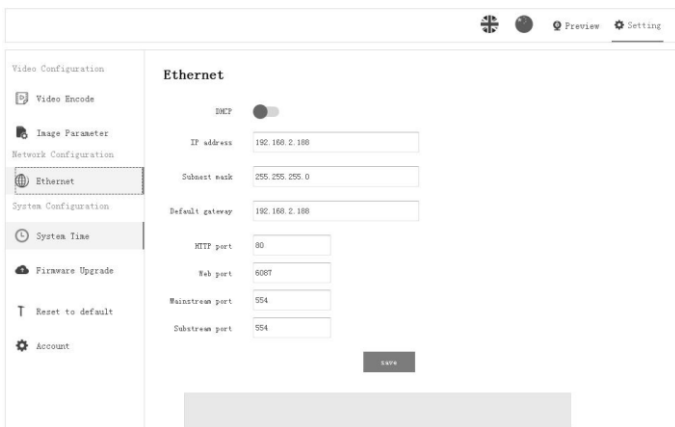 Preview
Setting
Video Configuration
Video Encode
Image Parameter
Network Configuration
Ethernet
System Configuration
System Time
Firmware Upgrade
Reset to default
Account
Ethernet
DMCP
IP address
192.168.2.188
Subnast mask
255.255.255.0
Default gateway
192.168.2.188
HTTP port
80
Web port
6087
Mainstream port
554
Substream port
554
save